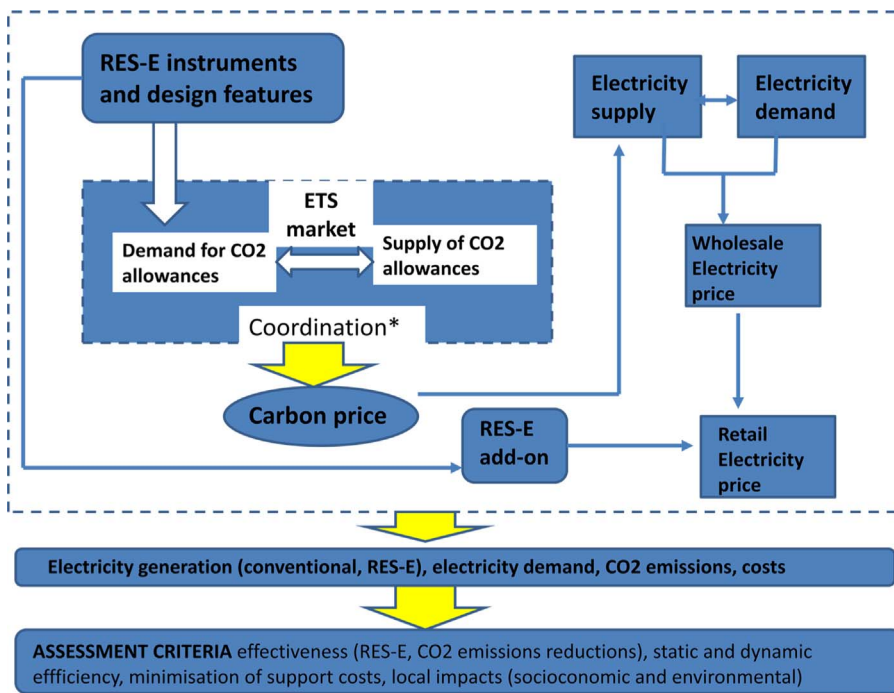 RES-E instruments
and design features
Electricity
supply
Electricity
demand
ETS
market
Demand for CO2
allowances
Supply of CO2
allowances
Wholesale
Electricity
price
Coordination*
Carbon price
RES-E
add-on
Retail
Electricity
price
Electricity generation (conventional, RES-E), electricity demand, CO2 emissions, costs
ASSESSMENT CRITERIA effectiveness (RES-E, CO2 emissions reductions), static and dynamic
effficiency, minimisation of support costs, local impacts (socioeconomic and environmental)